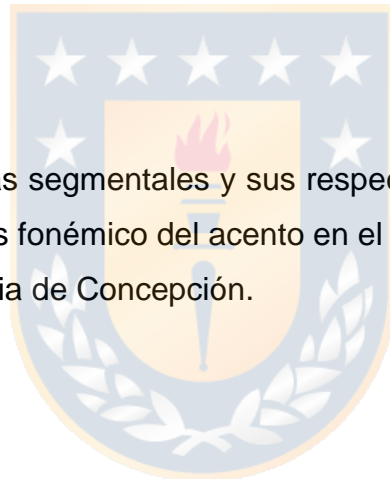 as segmentales y sus respec
s fonémico del acento en el
ia de Concepción.